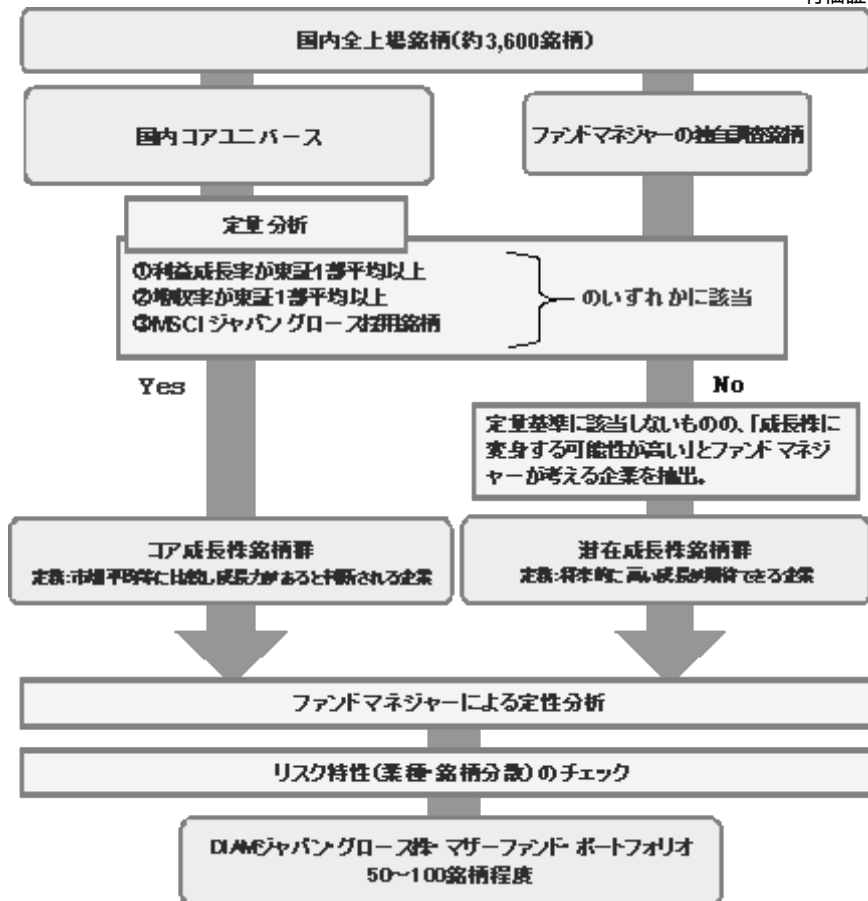 国内全上場銘柄(約3,600銘柄)
国内コアユニバース
ファンドマネジャーの独自調査銘柄
定量分析
①利益成長率が東証1部平均以上
②増収率が東証1部平均以上
③MSCIジャパングロース採用銘柄
のいずれかに該当
Yes
No
定量基準に該当しないものの、「成長性に
変身する可能性が高い」とファンドマネジ
ャーが考える企業を抽出。
コア成長性銘柄群
定義:市場平均等に比較し成長力があると判断される企業
潜在成長性銘柄群
定義:将来的に高い成長が期待できる企業
ファンドマネジャーによる定性分析
リスク特性(業種・銘柄分散)のチェック
DIAMジャパン・グロース株・マザーファンド・ポートフォリオ
50～100銘柄程度